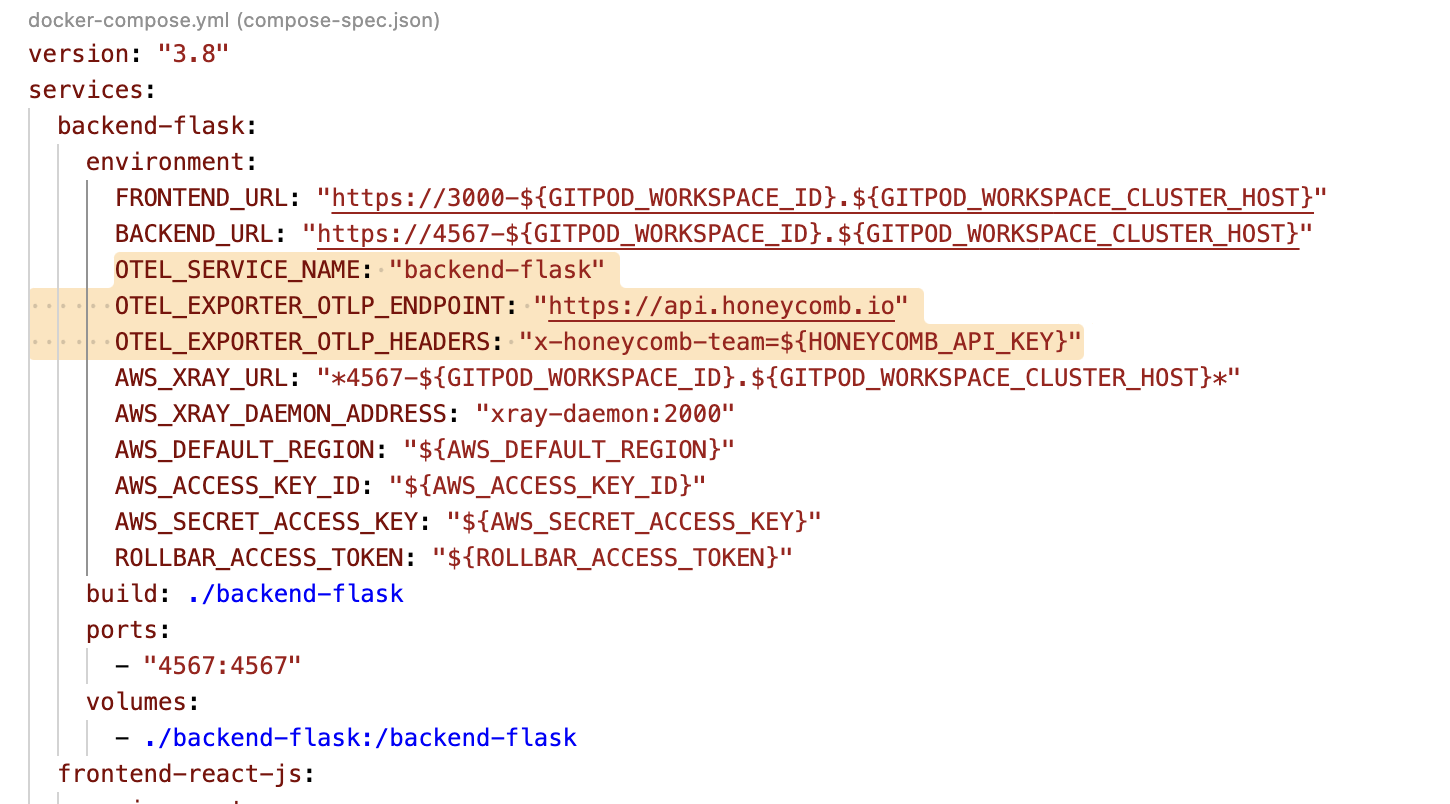 docker-compose.yml (compose-spec.json)
version: "3.8"
services:
backend-flask:
environment:
FRONTEND_URL: "https://3000-${GITPOD_WORKSPACE_ID}.${GITPOD_WORKSPACE_CLUSTER_HOST}"
BACKEND_URL: "https://4567-${GITPOD_WORKSPACE_ID}.${GITPOD_WORKSPACE_CLUSTER_HOST}"
OTEL_SERVICE_NAME: "backend-flask"
OTEL_EXPORTER_OTLP_ENDPOINT: "https://api.honeycomb.io"
OTEL_EXPORTER_OTLP_HEADERS: "x-honeycomb-team=${HONEYCOMB_API_KEY}"
AWS_XRAY_URL: "*4567-${GITPOD_WORKSPACE_ID}.${GITPOD_WORKSPACE_CLUSTER_HOST}*"
AWS_XRAY_DAEMON_ADDRESS: "xray-daemon:2000"
AWS_DEFAULT_REGION: "${AWS_DEFAULT_REGION}"
AWS_ACCESS_KEY_ID: "${AWS_ACCESS_KEY_ID}"
AWS_SECRET_ACCESS_KEY: "${AWS_SECRET_ACCESS_KEY}"
ROLLBAR_ACCESS_TOKEN: "${ROLLBAR_ACCESS_TOKEN}"
build: ./backend-flask
ports:
- "4567:4567"
volumes:
- ./backend-flask:/backend-flask
frontend-react-js: